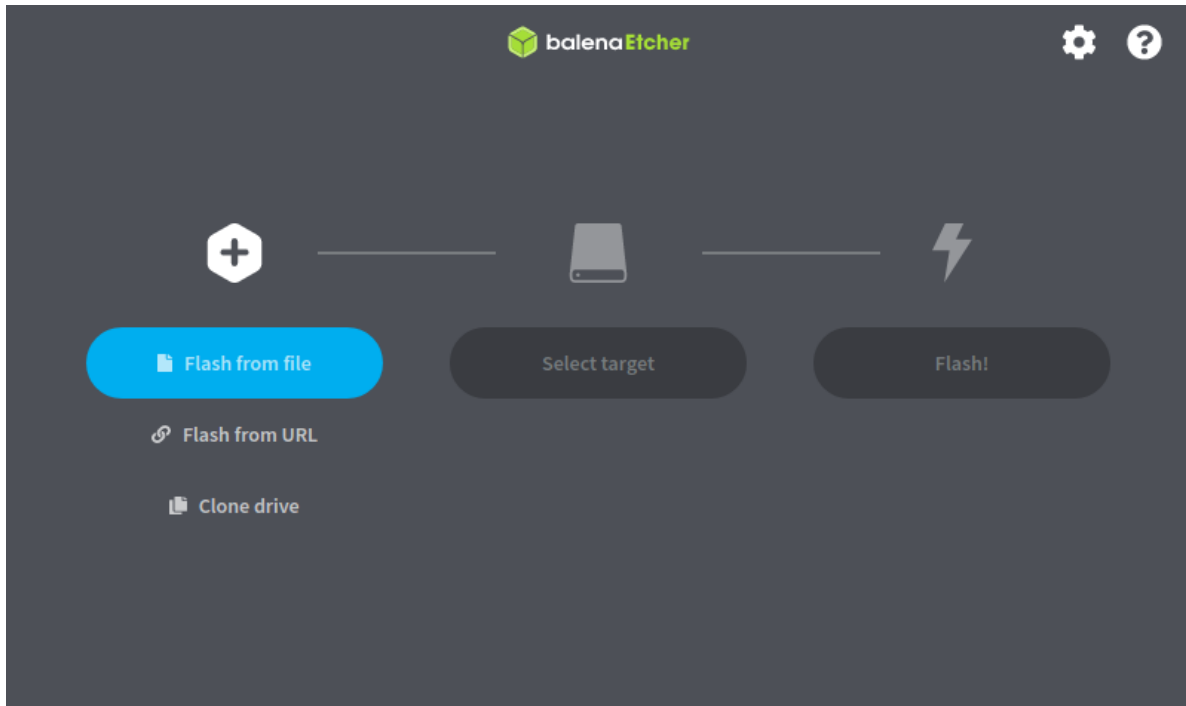 balenaEtcher
Flash from file
Select target
Flash!
Flash from URL
Clone drive